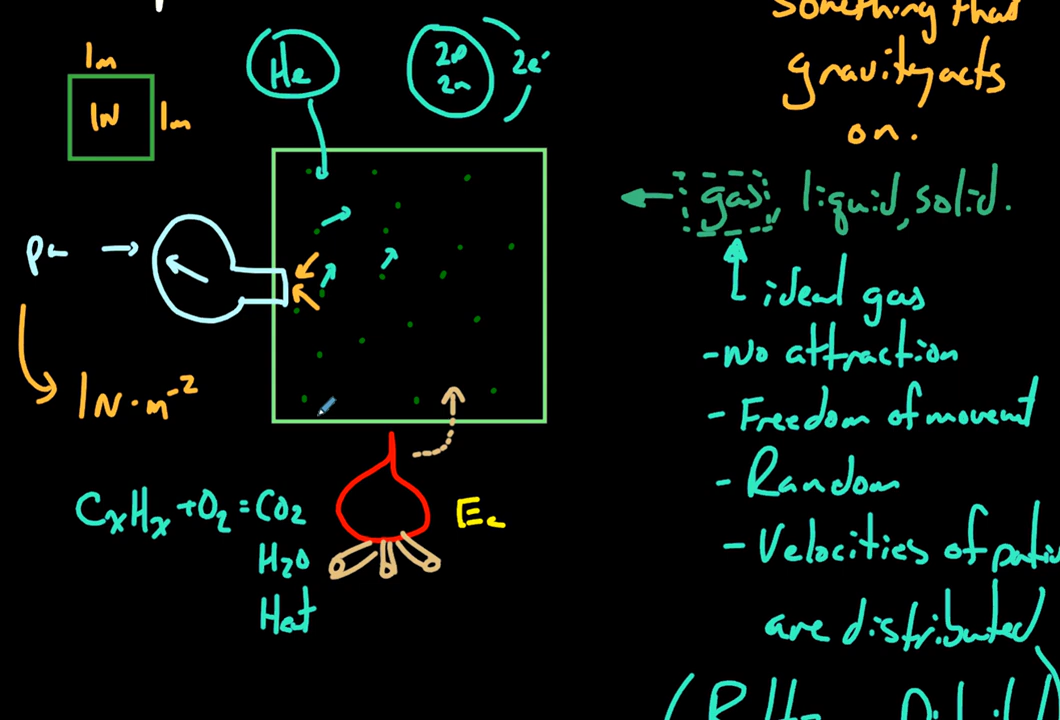 something that
gravity acts
on.
gas, liquid, solid.
ideal gas
- No attraction
- Freedom of movement
- Random
- Velocities of
are distributed
1m
1N
1m
He
2p
2n
2e-
Pa
1N·m⁻²
CxHx + O₂ = CO₂
H₂O
Heat